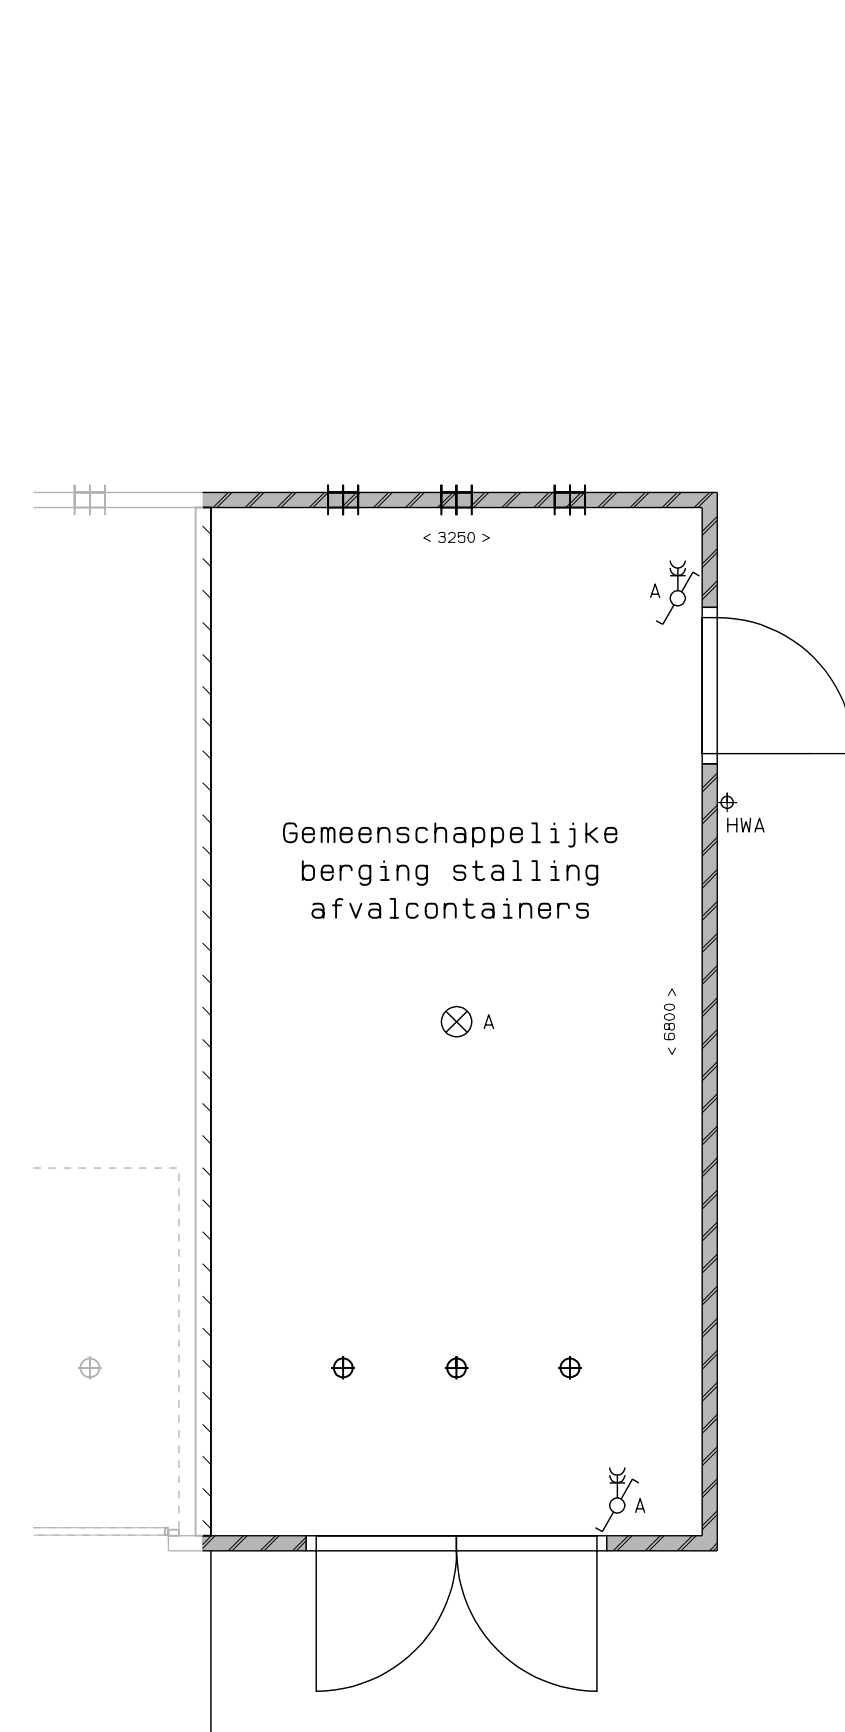 < 3250 >
A
HWA
Gemeenschappelijke
berging stalling
afvalcontainers
< 6800 >
A
A